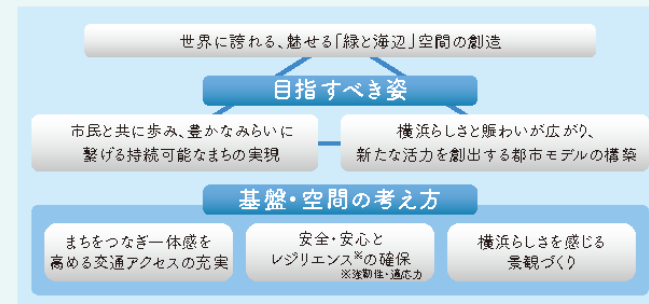 世界に誇れる、魅せる「緑と海辺」空間の創造
目指すべき姿
市民と共に歩み、豊かなみらいに
繋げる持続可能なまちの実現
横浜らしさと賑わいが広がり、
新たな活力を創出する都市モデルの構築
基盤・空間の考え方
まちをつなぎ一体感を
高める交通アクセスの充実
安全・安心と
レジリエンス※の確保
※強靭性・適応力
横浜らしさを感じる
景観づくり